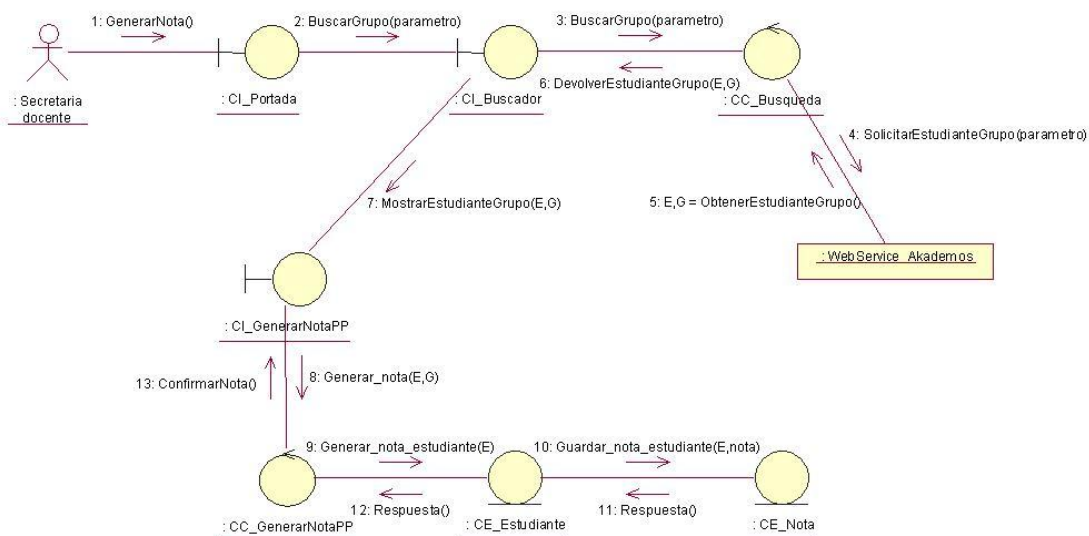 1: GenerarNota()
2: BuscarGrupo(parametro)
3: BuscarGrupo(parametro)
6: DevolverEstudianteGrupo(E,G)
: Secretaria
docente
: CI_Portada
: CI_Buscador
: CC_Busqueda
4: SolicitarEstudianteGrupo(parametro)
7: MostrarEstudianteGrupo(E,G)
5: E,G = ObtenerEstudianteGrupo()
: WebService_Akademos
: CI_GenerarNotaPP
13: ConfirmarNota()
8: Generar_nota(E,G)
9: Generar_nota_estudiante(E)
10: Guardar_nota_estudiante(E,nota)
12: Respuesta()
11: Respuesta()
: CC_GenerarNotaPP
: CE_Estudiante
: CE_Nota